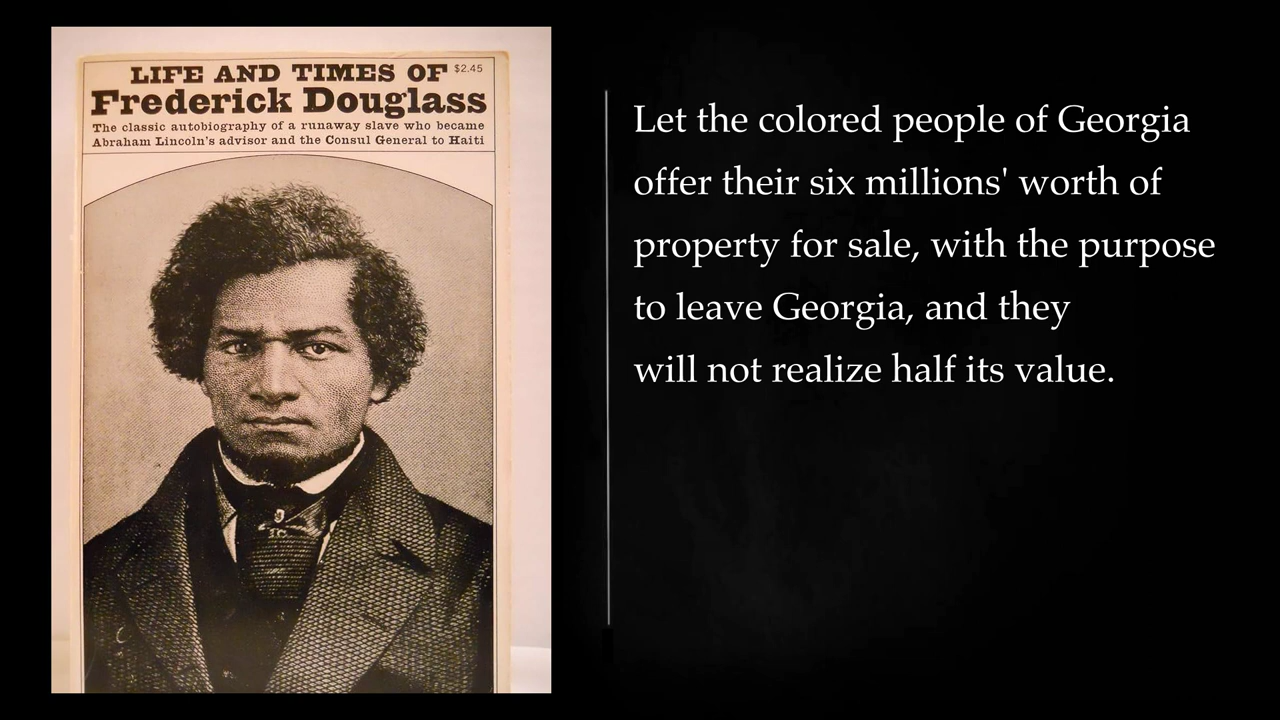 LIFE AND TIMES OF $2.45
Frederick Douglass
The classic autobiography of a runaway slave who became
Abraham Lincoln's advisor and the Consul General to Haiti
Let the colored people of Georgia
offer their six millions' worth of
property for sale, with the purpose
to leave Georgia, and they
will not realize half its value.